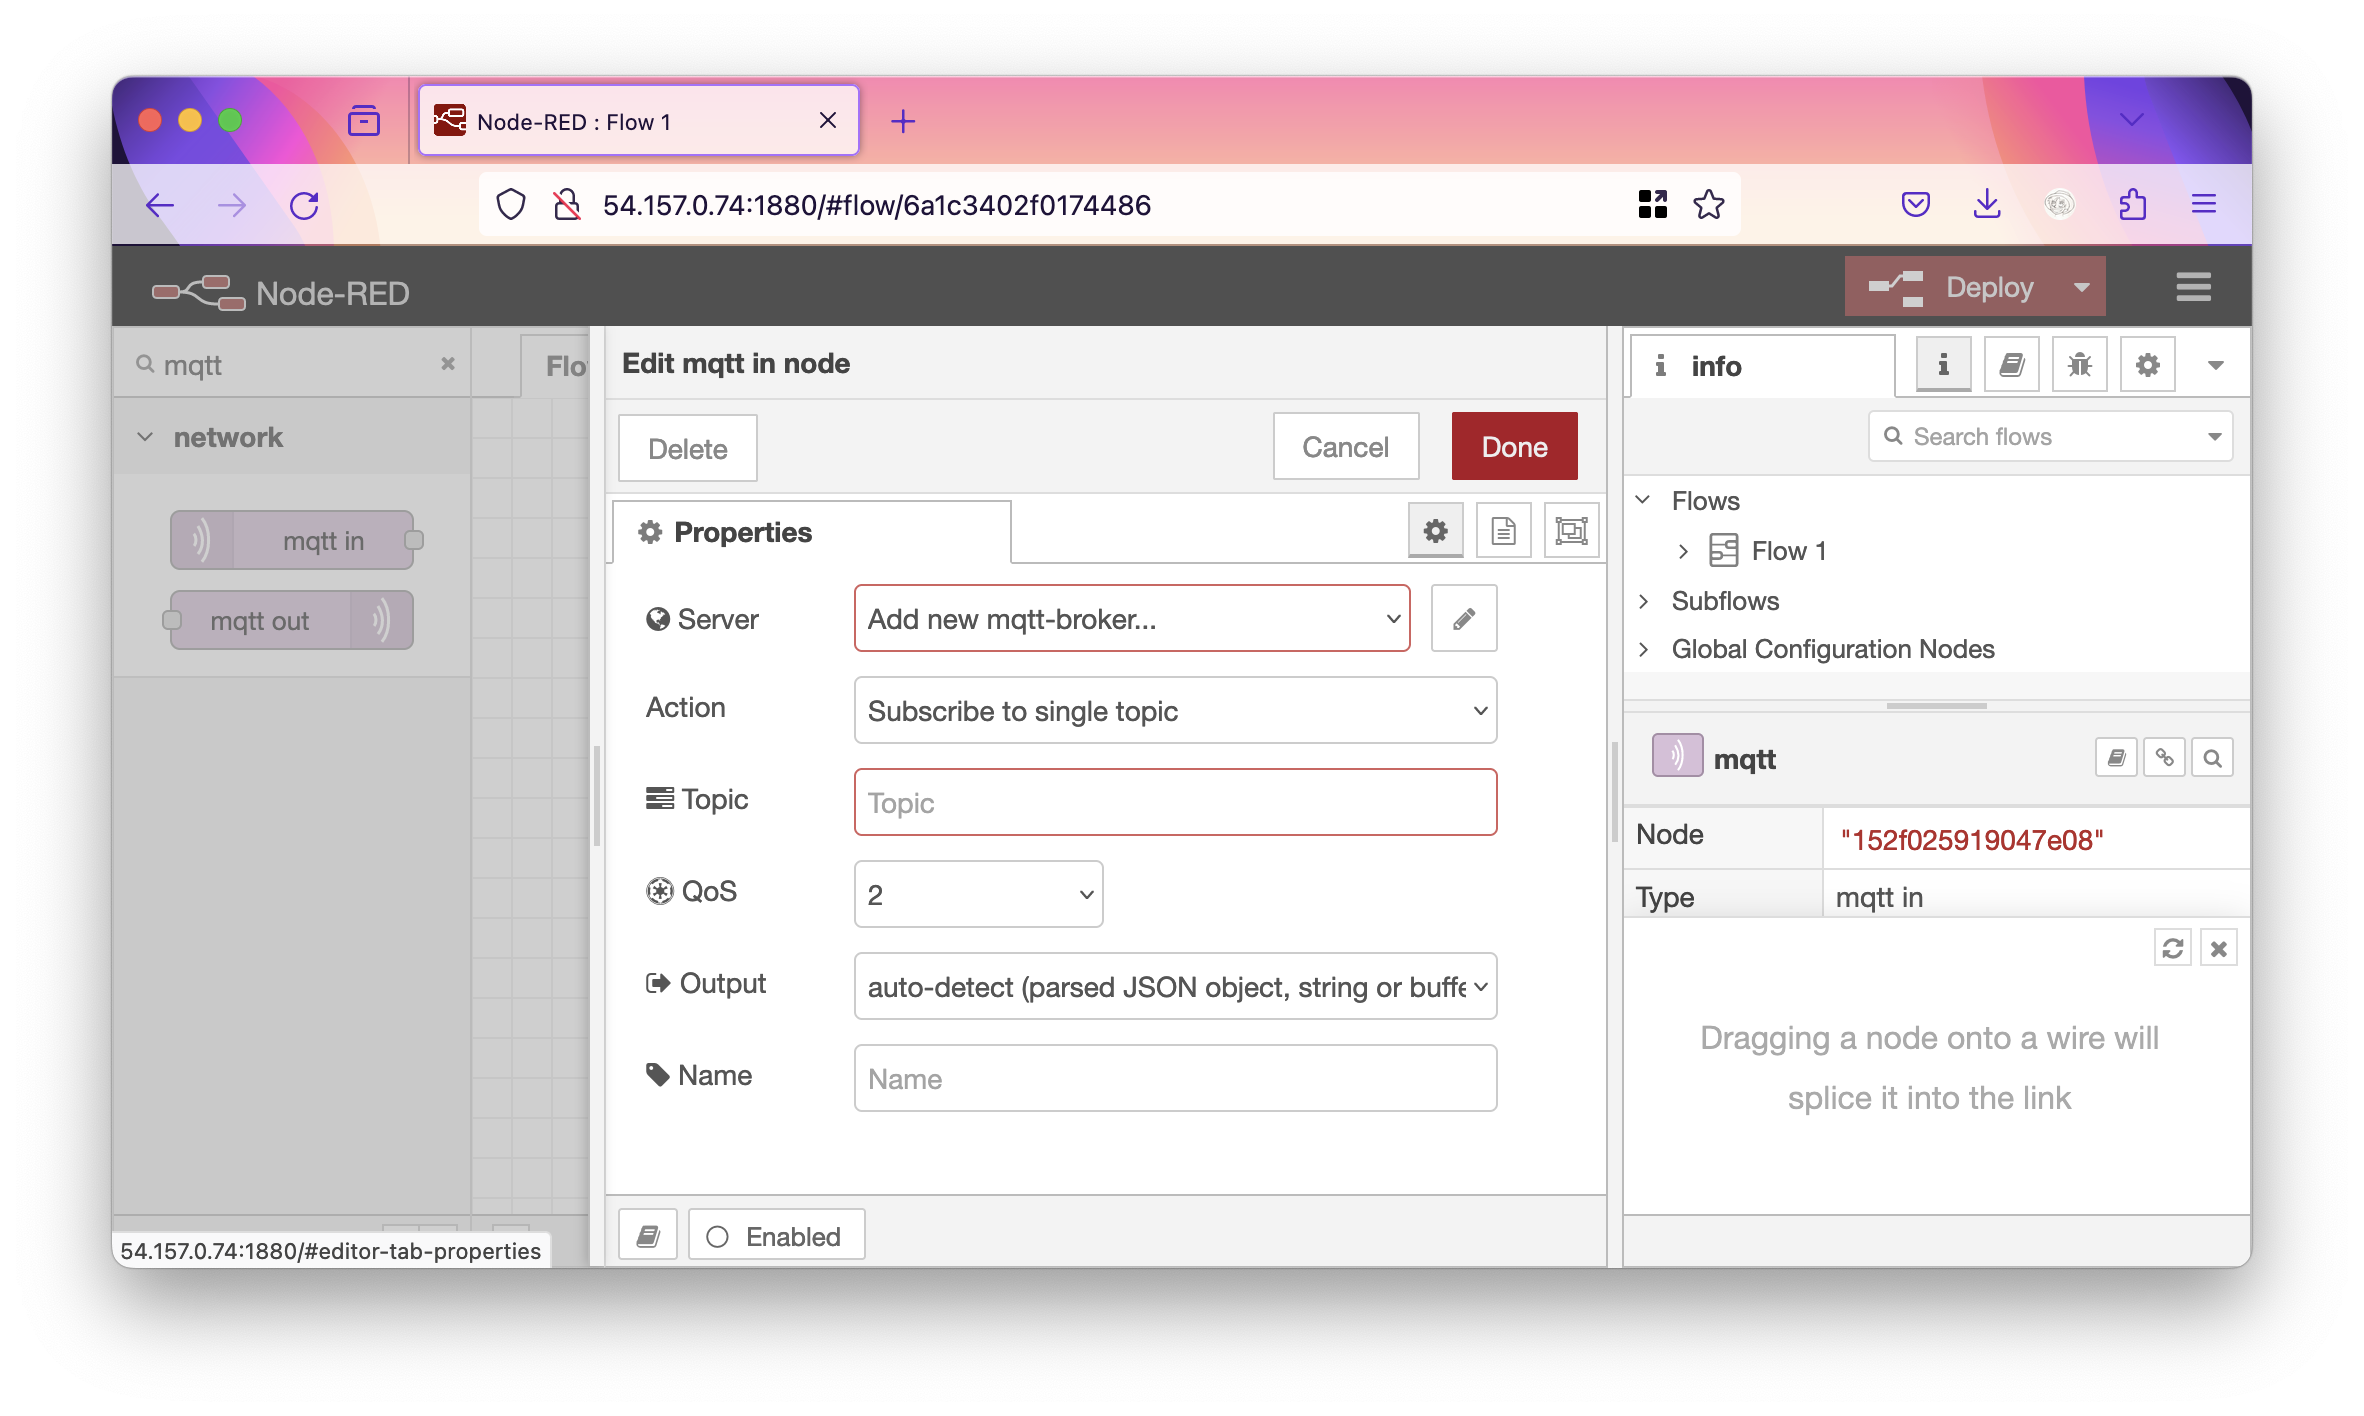 Node-RED : Flow 1
54.157.0.74:1880/#flow/6a1c3402f0174486
Node-RED
Deploy
mqtt
network
mqtt in
mqtt out
Flo
Edit mqtt in node
Delete
Cancel
Done
Properties
Server
Add new mqtt-broker...
Action
Subscribe to single topic
Topic
Topic
QoS
2
Output
auto-detect (parsed JSON object, string or buffe
Name
Name
Enabled
info
Search flows
Flows
Flow 1
Subflows
Global Configuration Nodes
mqtt
Node
"152f025919047e08"
Type
mqtt in
Dragging a node onto a wire will
splice it into the link
54.157.0.74:1880/#editor-tab-properties